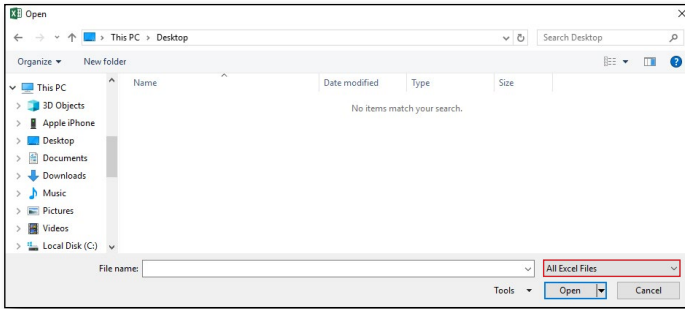 Open
This PC > Desktop
Search Desktop
Organize
New folder
Name
Date modified
Type
Size
This PC
3D Objects
Apple iPhone
Desktop
Documents
Downloads
Music
Pictures
Videos
Local Disk (C:)
No items match your search.
File name:
All Excel Files
Tools
Open
Cancel